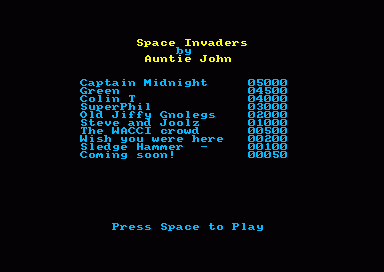 Space Invaders
by
Auntie John
Captain Midnight 05000
Green 04500
Colin T 04000
SuperPhil 03000
Old Jiffy Gnolegs 02000
Steve and Joolz 01000
The WACCI crowd 00500
Wish you were here 00200
Sledge Hammer - 00100
Coming soon! 00050
Press Space to Play